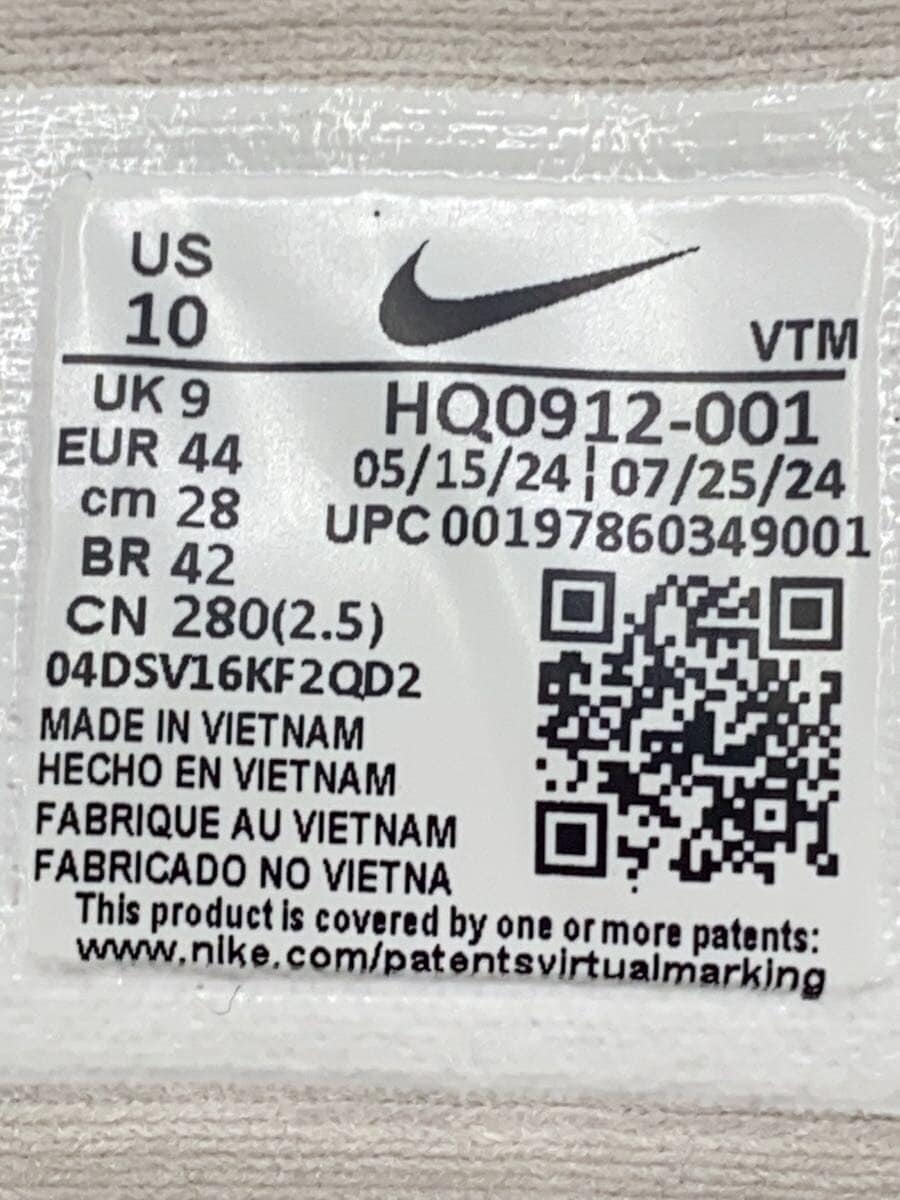 US
10
VTM
UK 9
EUR 44
cm 28
BR 42
CN 280(2.5)
HQ0912-001
05/15/24 ¦ 07/25/24
UPC 00197860349001
04DSV16KF2QD2
MADE IN VIETNAM
HECHO EN VIETNAM
FABRIQUE AU VIETNAM
FABRICADO NO VIETNA
This product is covered by one or more patents:
www.nike.com/patentsvirtualmarking